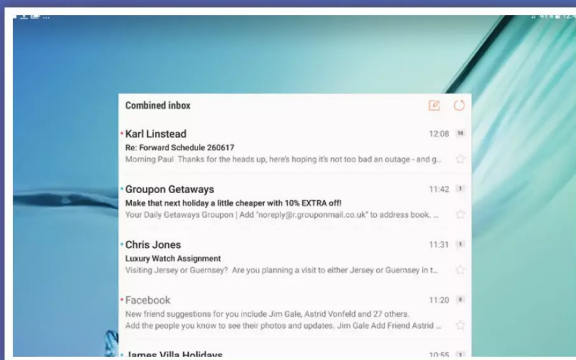 Combined inbox
Karl Linstead 12:08
Re: Forward Schedule 260617
Morning Paul Thanks for the heads up, here's hoping it's not too bad an outage - and g..
Groupon Getaways 11:42 1
Make that next holiday a little cheaper with 10% EXTRA off!
Your Daily Getaways Groupon | Add "noreply@r.grouponmail.co.uk" to address book. ...
Chris Jones 11:31 1
Luxury Watch Assignment
Visiting Jersey or Guernsey? Are you planning a visit to either Jersey or Guernsey in t..
Facebook 11:20
New friend suggestions for you include Jim Gale, Astrid Vonfeld and 27 others.
Add the people you know to see their photos and updates. Jim Gale Add Friend Astrid ...
James Villa Holidays 10:55 1